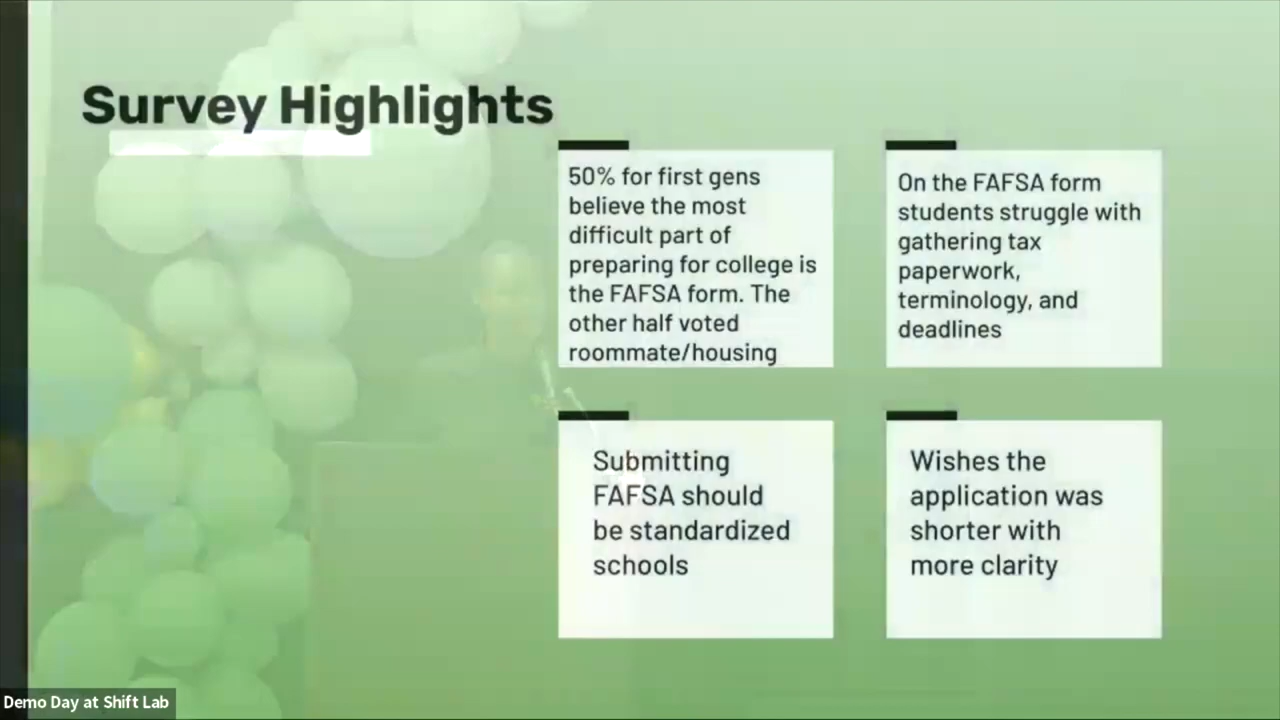 Survey Highlights
50% for first gens
believe the most
difficult part of
preparing for college is
the FAFSA form. The
other half voted
roommate/housing
On the FAFSA form
students struggle with
gathering tax
paperwork,
terminology, and
deadlines
Submitting
FAFSA should
be standardized
schools
Wishes the
application was
shorter with
more clarity
Demo Day at Shift Lab